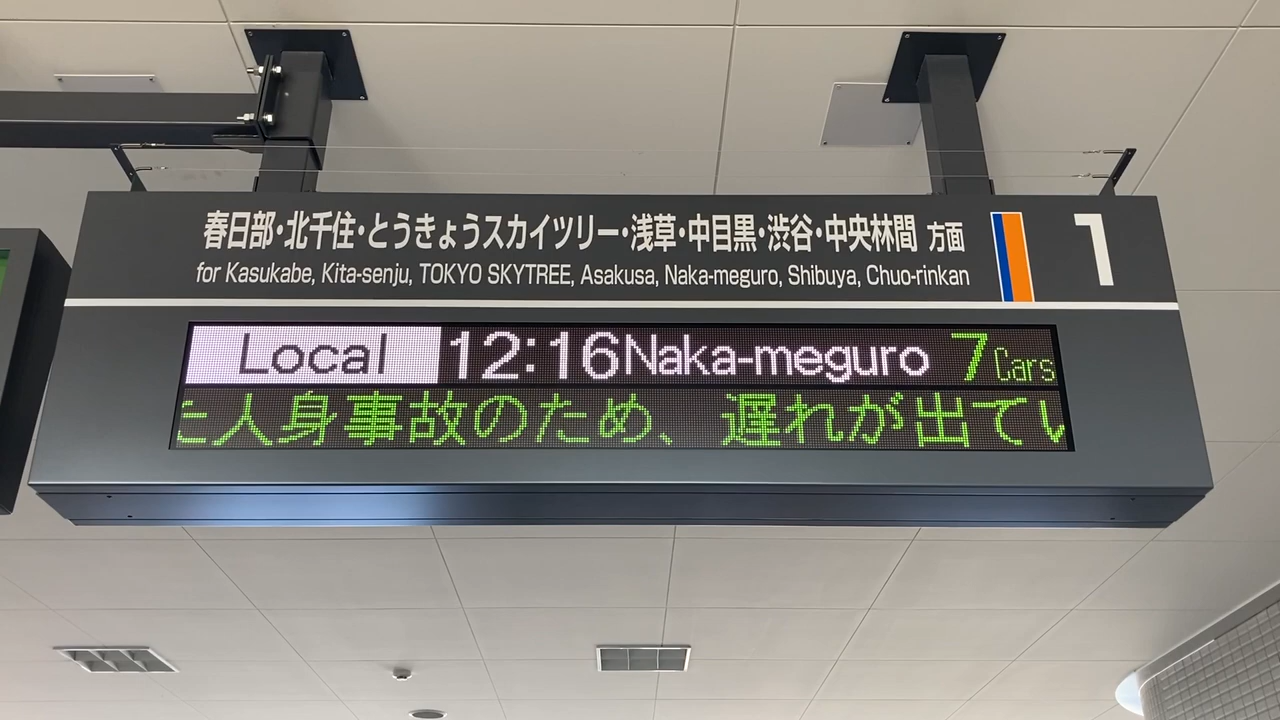 春日部・北千住・とうきょうスカイツリー・浅草・中目黒・渋谷・中央林間 方面
for Kasukabe, Kita-senju, TOKYO SKYTREE, Asakusa, Naka-meguro, Shibuya, Chuo-rinkan
1
Local 12:16 Naka-meguro 7 Cars
た人身事故のため、遅れが出てい